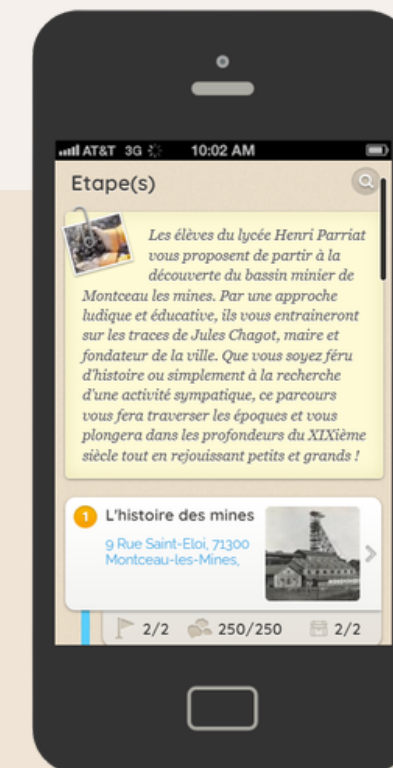 AT&T 3G 10:02 AM
Etape(s)
Les élèves du lycée Henri Parriat
vous proposent de partir à la
découverte du bassin minier de
Montceau les mines. Par une approche
ludique et éducative, ils vous entraineront
sur les traces de Jules Chagot, maire et
fondateur de la ville. Que vous soyez féru
d'histoire ou simplement à la recherche
d'une activité sympatique, ce parcours
vous fera traverser les époques et vous
plongera dans les profondeurs du XIXième
siècle tout en rejouissant petits et grands !
1 L'histoire des mines
9 Rue Saint-Eloi, 71300
Montceau-les-Mines,
2/2 250/250 2/2